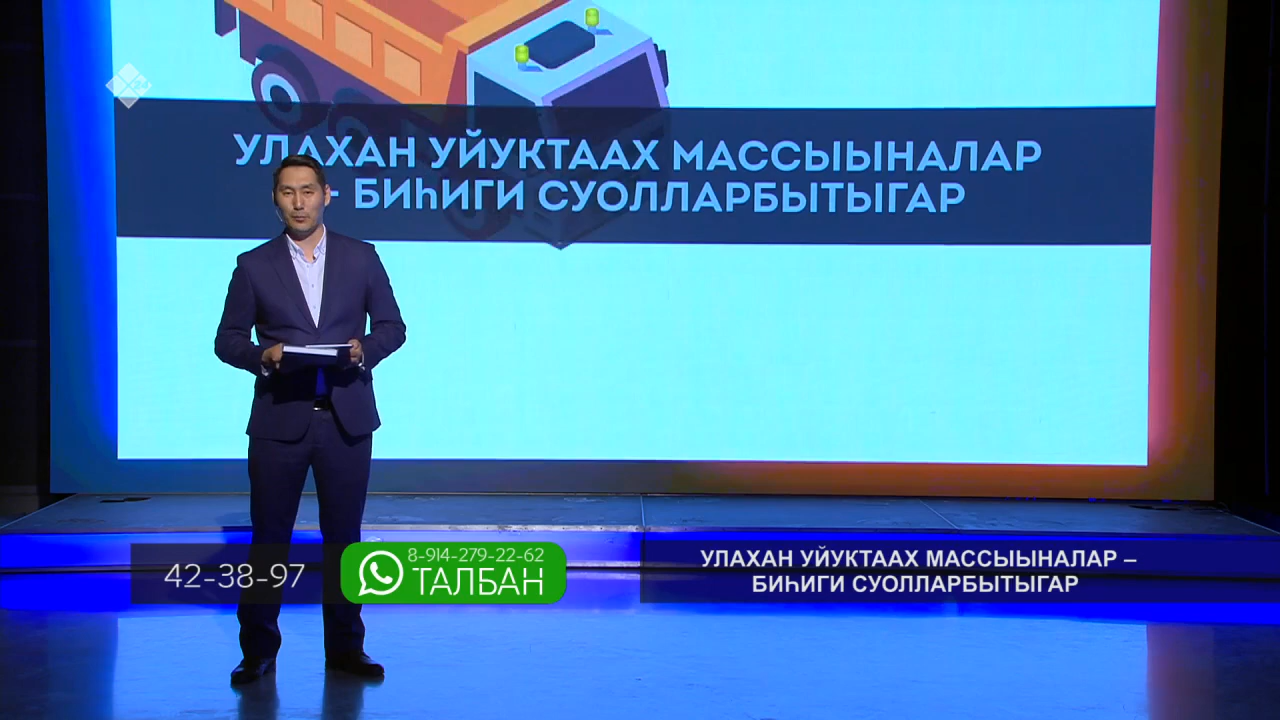 УЛАХАН УЙУКТААХ МАССЫЫНАЛАР
- БИҺИГИ СУОЛЛАРБЫТЫГАР
42-38-97
8-914-279-22-62
ТАЛБАН
УЛАХАН УЙУКТААХ МАССЫЫНАЛАР –
БИҺИГИ СУОЛЛАРБЫТЫГАР